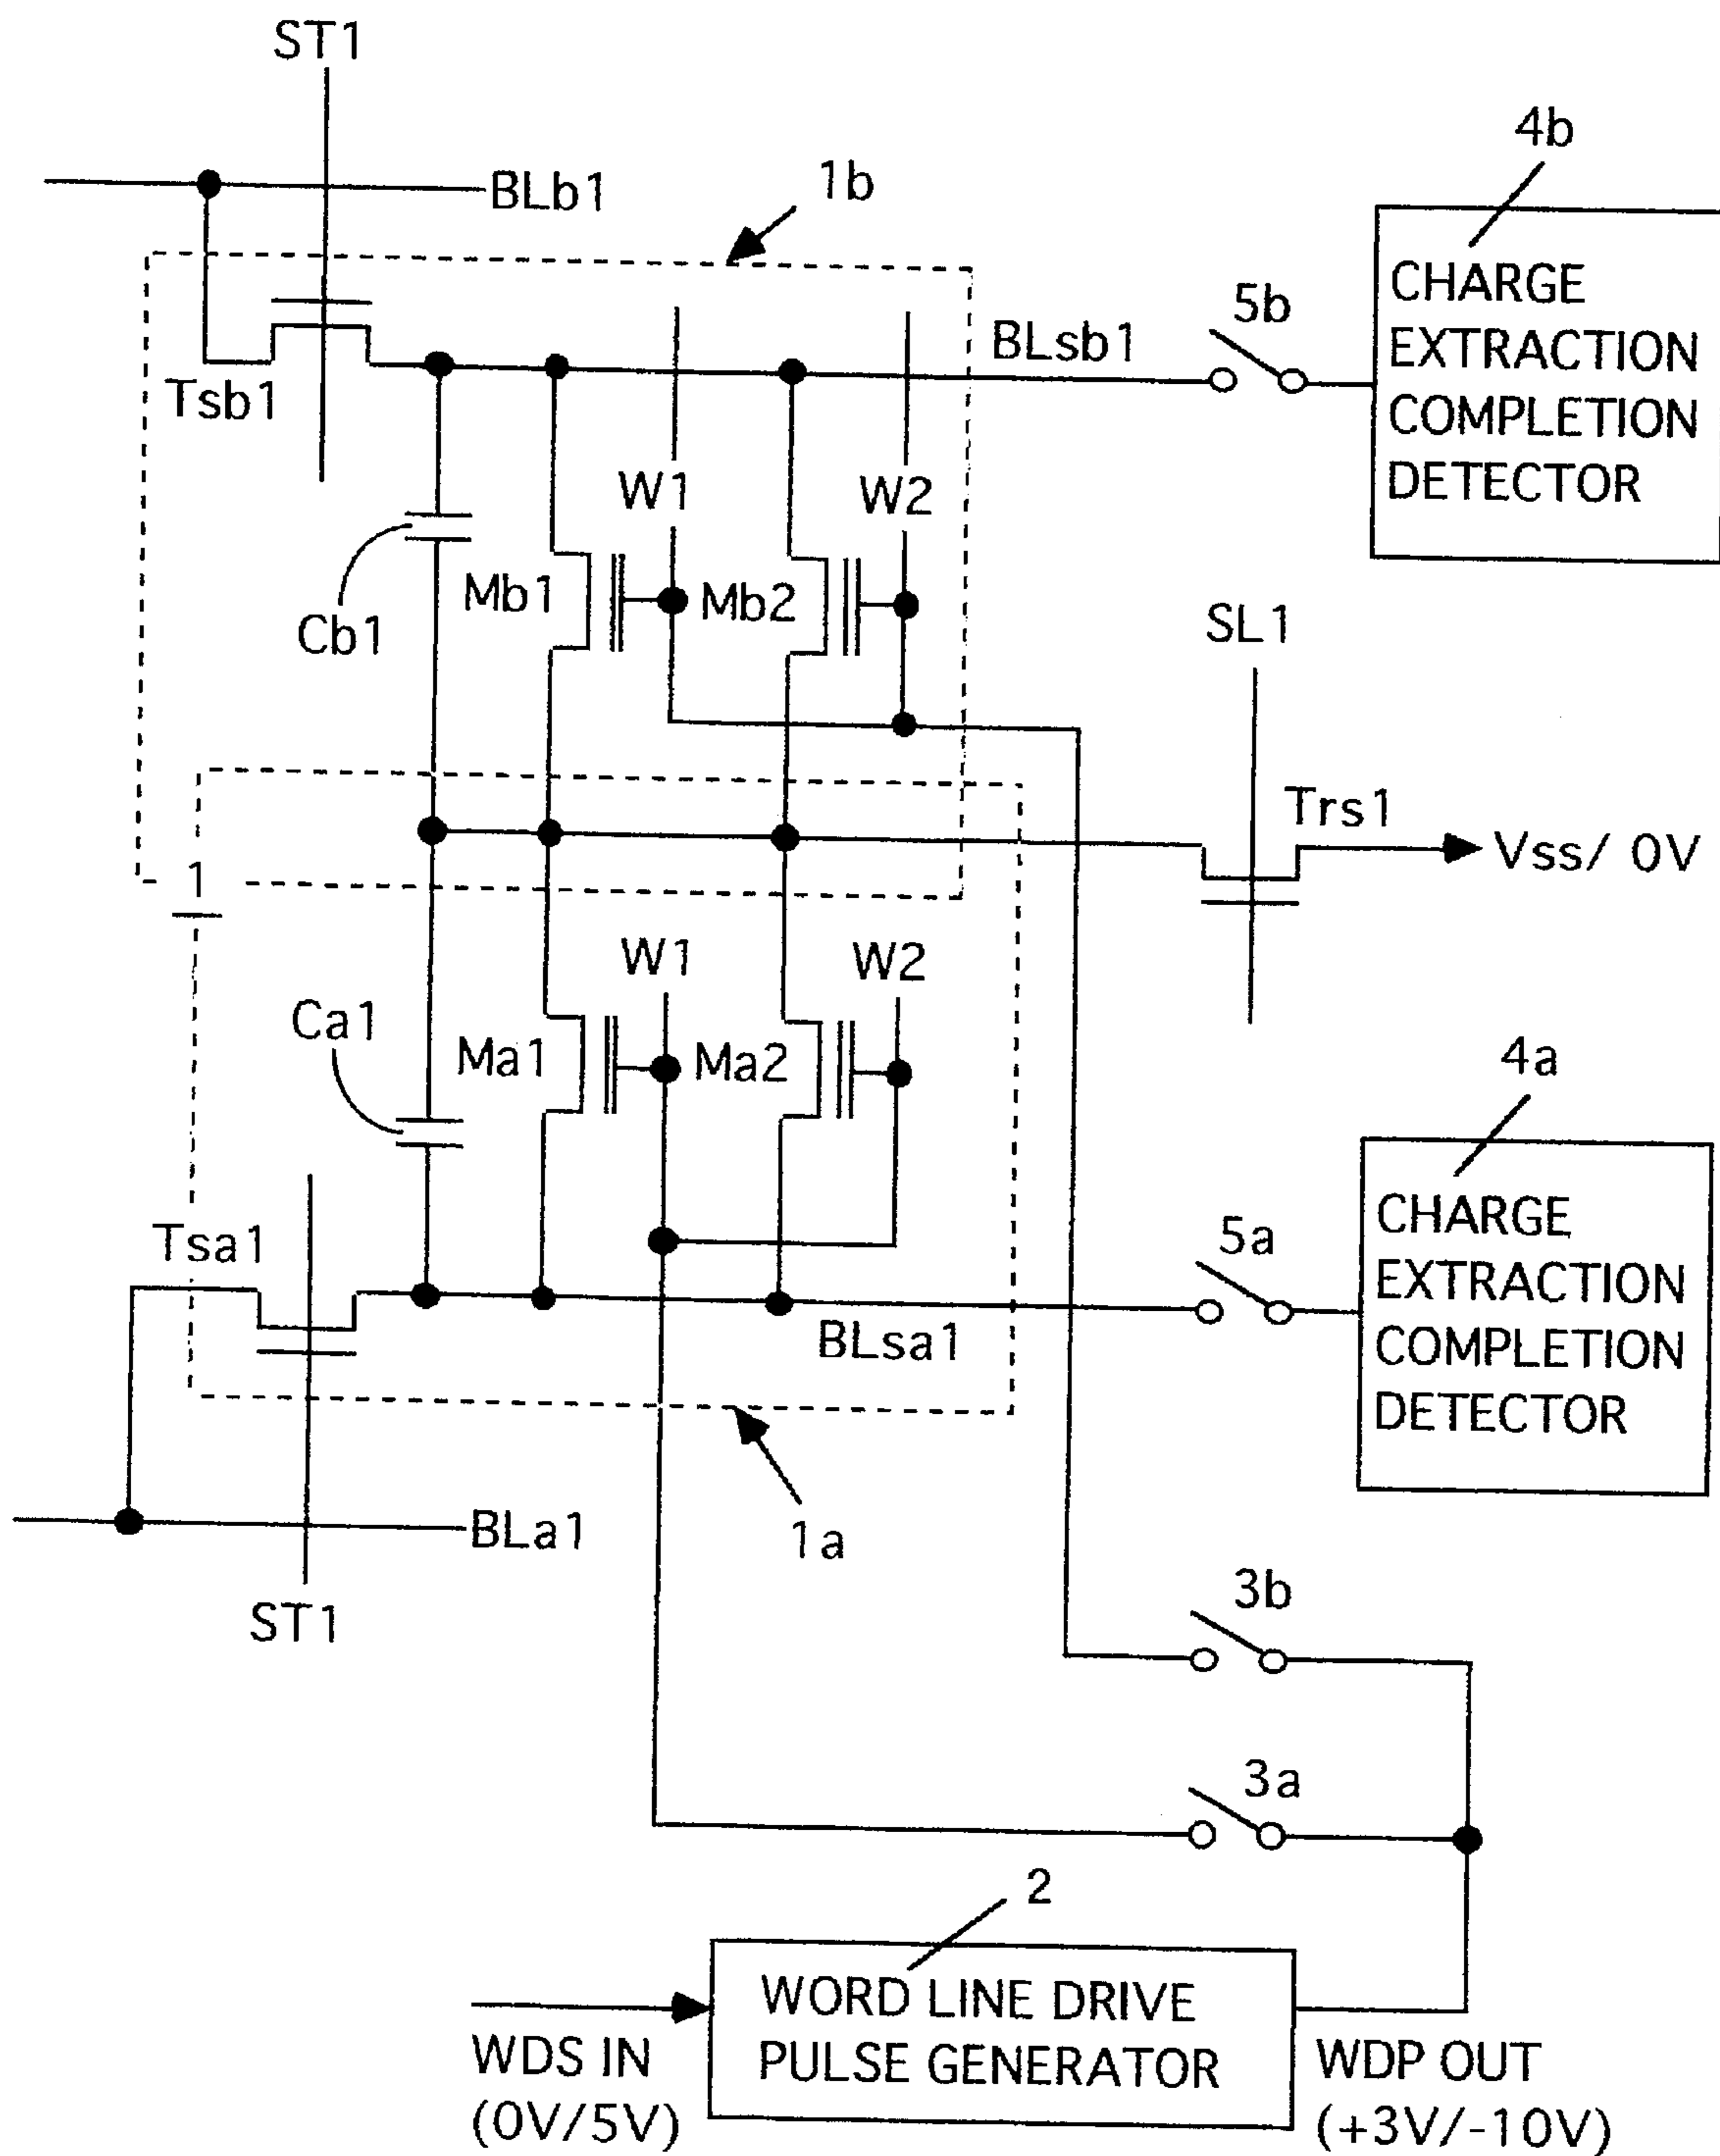 ST1
4b
1b
BLb1
CHARGE
EXTRACTION
COMPLETION
DETECTOR
5b
BLsb1
Tsb1
W1
W2
Mb1
Mb2
Cb1
SL1
Trs1
Vss/ 0V
1
W1
W2
Ca1
Ma1
Ma2
4a
CHARGE
EXTRACTION
COMPLETION
DETECTOR
Tsa1
5a
BLsa1
BLa1
1a
ST1
3b
3a
2
WORD LINE DRIVE
PULSE GENERATOR
WDS IN
(0V/5V)
WDP OUT
(+3V/-10V)